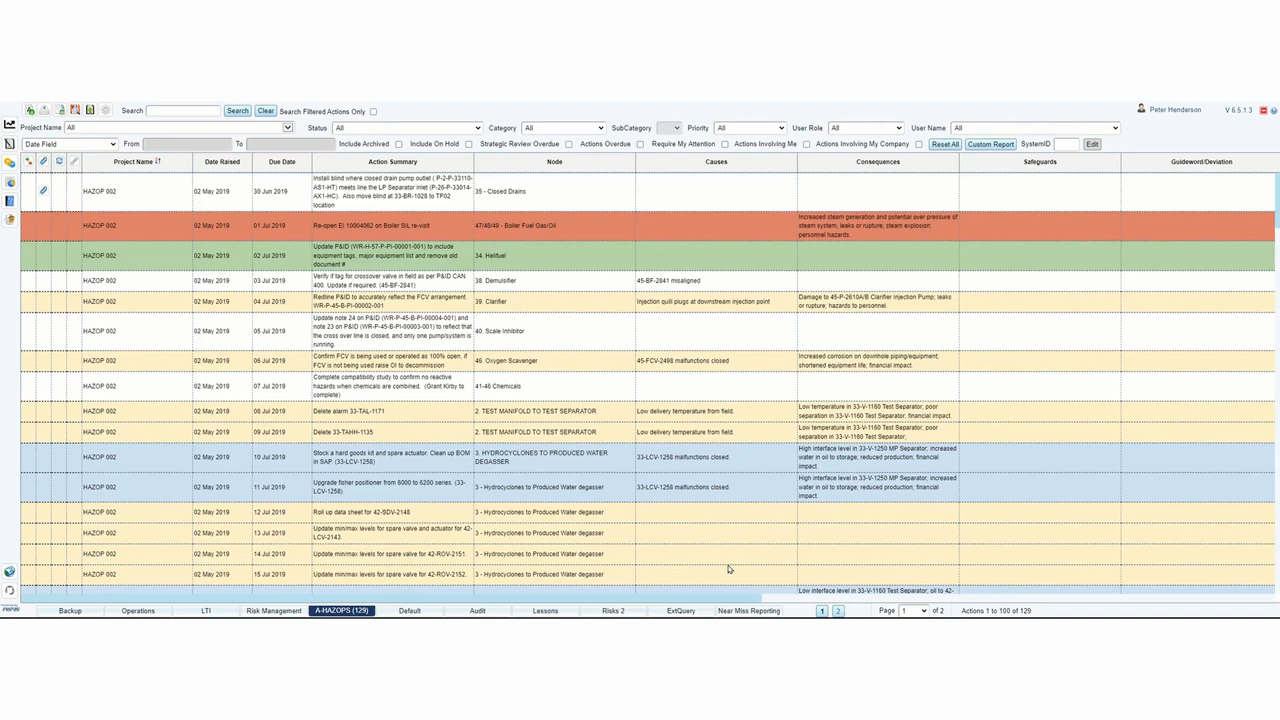 Search Search Clear Search Filtered Actions Only Peter Henderson V 6.5.1.3
Project Name All Status All Category All SubCategory Priority All User Role All User Name All
Date Field From To Include Archived Include On Hold Strategic Review Overdue Actions Overdue Require My Attention Actions Involving Me Actions Involving My Company Reset All Custom Report SystemID Edit
Project Name Date Raised Due Date Action Summary Node Causes Consequences Safeguards Guideword/Deviation
HAZOP 002 02 May 2019 30 Jun 2019
Install blind where closed drain pump outlet ( P-2-P-33110-
AS1-HT) meets line the LP Separator inlet (P-26-P-33014-
AX1-HC). Also move blind at 33-BR-1028 to TP02
location
35 - Closed Drains
HAZOP 002 02 May 2019 01 Jul 2019
Re-open EI 10004062 on Boiler SIL re-visit
47/48/49 - Boiler Fuel Gas/Oil
Increased steam generation and potential over pressure of
steam system; leaks or rupture; steam explosion;
personnel hazards.
HAZOP 002 02 May 2019 02 Jul 2019
Update P&ID (WR-H-57-P-PI-00001-001) to include
equipment tags, major equipment list and remove old
document #
34. Helifuel
HAZOP 002 02 May 2019 03 Jul 2019
Verify if tag for crossover valve in field as per P&ID CAN
400. Update if required. (45-BF-2841)
38. Demulsifier
45-BF-2841 misaligned
HAZOP 002 02 May 2019 04 Jul 2019
Redline P&ID to accurately reflect the FCV arrangement.
WR-P-45-B-PI-00002-001
39. Clarifier
Injection quill plugs at downstream injection point
Damage to 45-P-2610A/B Clarifier Injection Pump; leaks
or rupture; hazards to personnel.
HAZOP 002 02 May 2019 05 Jul 2019
Update note 24 on P&ID (WR-P-45-B-PI-00004-001) and
note 23 on P&ID (WR-P-45-B-PI-00003-001) to reflect that
the cross over line is closed, and only one pump/system is
running.
40. Scale Inhibitor
HAZOP 002 02 May 2019 06 Jul 2019
Confirm FCV is being used or operated as 100% open, if
FCV is not being used raise OI to decommission
46. Oxygen Scavenger
45-FCV-2498 malfunctions closed
Increased corrosion on downhole piping/equipment;
shortened equipment life; financial impact.
HAZOP 002 02 May 2019 07 Jul 2019
Complete compatibility study to confirm no reactive
hazards when chemicals are combined. (Grant Kirby to
complete)
41-46 Chemicals
HAZOP 002 02 May 2019 08 Jul 2019
Delete alarm 33-TAL-1171
2. TEST MANIFOLD TO TEST SEPARATOR
Low delivery temperature from field.
Low temperature in 33-V-1160 Test Separator; poor
separation in 33-V-1160 Test Separator; financial impact.
HAZOP 002 02 May 2019 09 Jul 2019
Delete 33-TAHH-1135
2. TEST MANIFOLD TO TEST SEPARATOR
Low delivery temperature from field.
Low temperature in 33-V-1160 Test Separator; poor
separation in 33-V-1160 Test Separator;
HAZOP 002 02 May 2019 10 Jul 2019
Stock a hard goods kit and spare actuator. Clean up BOM
in SAP (33-LCV-1258)
3. HYDROCYCLONES TO PRODUCED WATER
DEGASSER
33-LCV-1258 malfunctions closed.
High interface level in 33-V-1250 MP Separator; increased
water in oil to storage; reduced production; financial
impact.
HAZOP 002 02 May 2019 11 Jul 2019
Upgrade fisher positioner from 6000 to 6200 series. (33-
LCV-1258)
3 - Hydrocyclones to Produced Water degasser
33-LCV-1258 malfunctions closed.
High interface level in 33-V-1250 MP Separator; increased
water in oil to storage; reduced production; financial
impact.
HAZOP 002 02 May 2019 12 Jul 2019
Roll up data sheet for 42-SDV-2148
3 - Hydrocyclones to Produced Water degasser
HAZOP 002 02 May 2019 13 Jul 2019
Update min/max levels for spare valve and actuator for 42-
LCV-2143.
3 - Hydrocyclones to Produced Water degasser
HAZOP 002 02 May 2019 14 Jul 2019
Update min/max levels for spare valve for 42-ROV-2151.
3 - Hydrocyclones to Produced Water degasser
HAZOP 002 02 May 2019 15 Jul 2019
Update min/max levels for spare valve for 42-ROV-2152.
3 - Hydrocyclones to Produced Water degasser
Low interface level in 33-V-1160 Test Separator; oil to 42-
Backup Operations LTI Risk Management A-HAZOPS (129) Default Audit Lessons Risks 2 ExtQuery Near Miss Reporting 1 2 Page 1 of 2 Actions 1 to 100 of 129